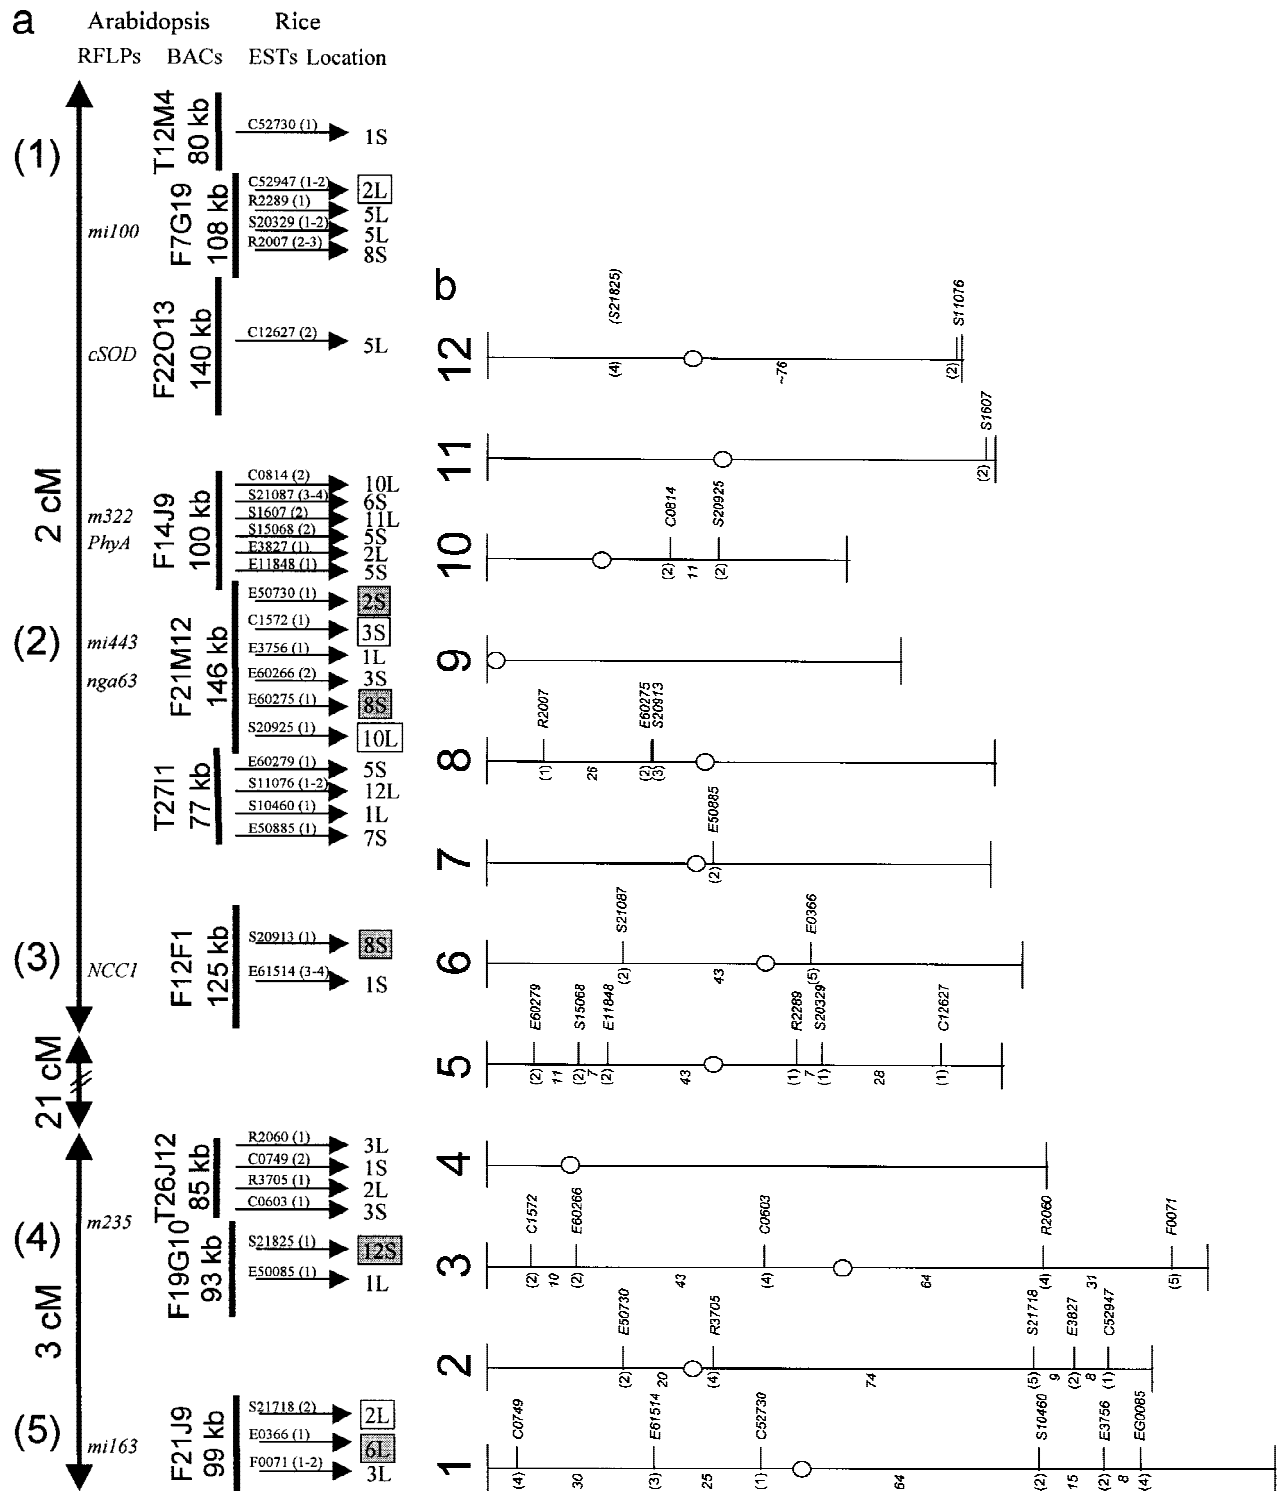 a
Arabidopsis Rice
RFLPs BACs ESTs Location
(1)
T12M4
80 kb
C52730 (1) 1S
mi100
F7G19
108 kb
C52947 (1-2) 2L
R2289 (1) 5L
S20329 (1-2) 5L
R2007 (2-3) 8S
cSOD
F22O13
140 kb
C12627 (2) 5L
2 cM
m322
PhyA
F14J9
100 kb
C0814 (2) 10L
S21087 (3-4) 6S
S1607 (2) 11L
S15068 (2) 5S
E3827 (1) 2L
E11848 (1) 5S
(2)
mi443
nga63
F21M12
146 kb
E50730 (1) 2S
C1572 (1) 3S
E3756 (1) 1L
E60266 (2) 3S
E60275 (1) 8S
S20925 (1) 10L
T27I1
77 kb
E60279 (1) 5S
S11076 (1-2) 12L
S10460 (1) 1L
E50885 (1) 7S
(3)
NCC1
F12F1
125 kb
S20913 (1) 8S
E61514 (3-4) 1S
21 cM
T26J12
85 kb
R2060 (1) 3L
C0749 (2) 1S
R3705 (1) 2L
C0603 (1) 3S
(4)
m235
F19G10
93 kb
S21825 (1) 12S
E50085 (1) 1L
3 cM
(5)
mi163
F21J9
99 kb
S21718 (2) 2L
E0366 (1) 6L
F0071 (1-2) 3L
b
(S21825) S11076
12
(4) ~76 (2)
S1607
11
(2)
C0814 S20925
10
(2) 11 (2)
9
R2007 E60275 S20913
8
(1) 26 (2) (3)
E50885
7
(2)
S21087 E0366
6
(2) 43 (5)
E60279 S15068 E11848 R2289 S20329 C12627
5
(2) 11 (2) 7 (2) 43 (1) 7 (1) 28 (1)
4
C1572 E60266 C0603 R2060 F0071
3
(2) 10 (2) 43 (4) 64 (4) 31 (5)
E50730 R3705 S21718 E3827 C52947
2
(2) 20 (4) 74 (5) 9 (2) 8 (1)
C0749 E61514 C52730 S10460 E3756 EG0085
1
(4) 30 (3) 25 (1) 64 (2) 15 (2) 8 (4)